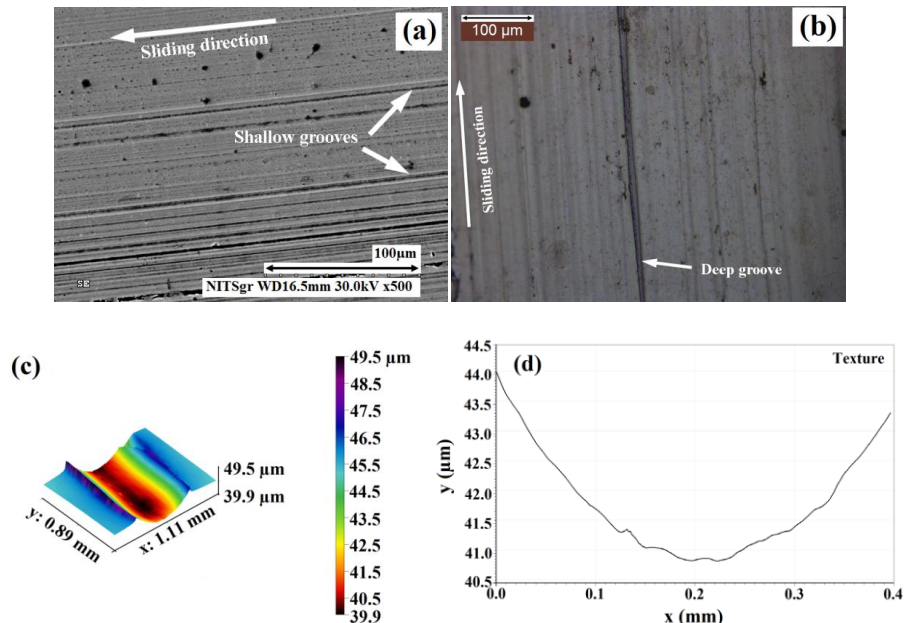 (a)
Sliding direction
Shallow grooves
100µm
SE
NITSgr WD16.5mm 30.0kV x500
(b)
100 µm
Sliding direction
Deep groove
(c)
49.5 µm
48.5
47.5
46.5
45.5
44.5
43.5
42.5
41.5
40.5
39.9
49.5 µm
39.9 µm
y: 0.89 mm
x: 1.11 mm
(d)
Texture
44.5
44.0
43.5
43.0
42.5
42.0
41.5
41.0
40.5
y (µm)
0.0
0.1
0.2
0.3
0.4
x (mm)